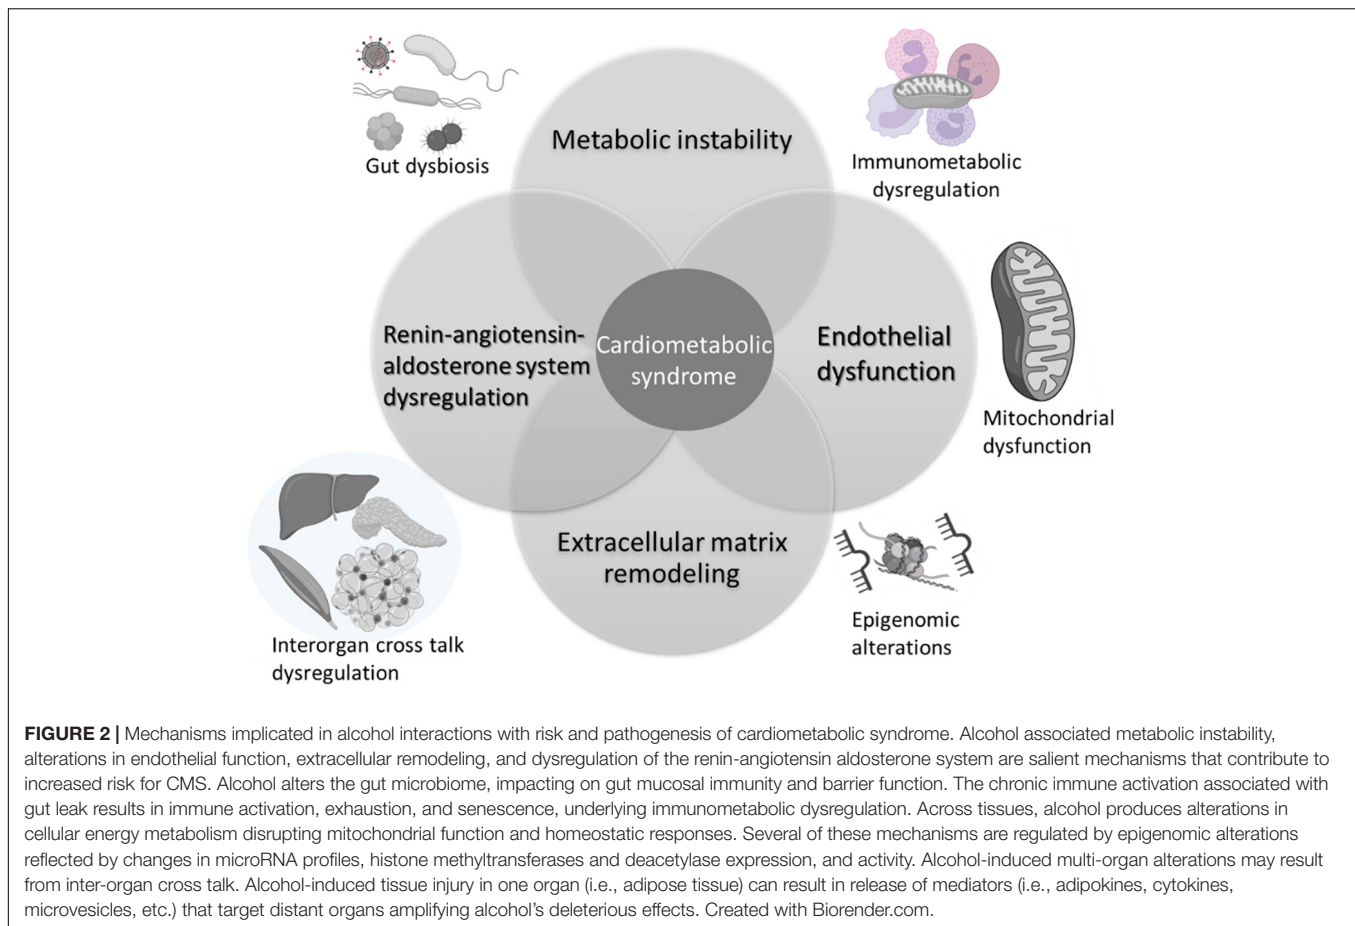 Gut dysbiosis
Metabolic instability
Immunometabolic
dysregulation
Renin-angiotensin-
aldosterone system
dysregulation
Cardiometabolic
syndrome
Endothelial
dysfunction
Mitochondrial
dysfunction
Extracellular matrix
remodeling
Interorgan cross talk
dysregulation
Epigenomic
alterations
FIGURE 2 | Mechanisms implicated in alcohol interactions with risk and pathogenesis of cardiometabolic syndrome. Alcohol associated metabolic instability,
alterations in endothelial function, extracellular remodeling, and dysregulation of the renin-angiotensin aldosterone system are salient mechanisms that contribute to
increased risk for CMS. Alcohol alters the gut microbiome, impacting on gut mucosal immunity and barrier function. The chronic immune activation associated with
gut leak results in immune activation, exhaustion, and senescence, underlying immunometabolic dysregulation. Across tissues, alcohol produces alterations in
cellular energy metabolism disrupting mitochondrial function and homeostatic responses. Several of these mechanisms are regulated by epigenomic alterations
reflected by changes in microRNA profiles, histone methyltransferases and deacetylase expression, and activity. Alcohol-induced multi-organ alterations may result
from inter-organ cross talk. Alcohol-induced tissue injury in one organ (i.e., adipose tissue) can result in release of mediators (i.e., adipokines, cytokines,
microvesicles, etc.) that target distant organs amplifying alcohol's deleterious effects. Created with Biorender.com.